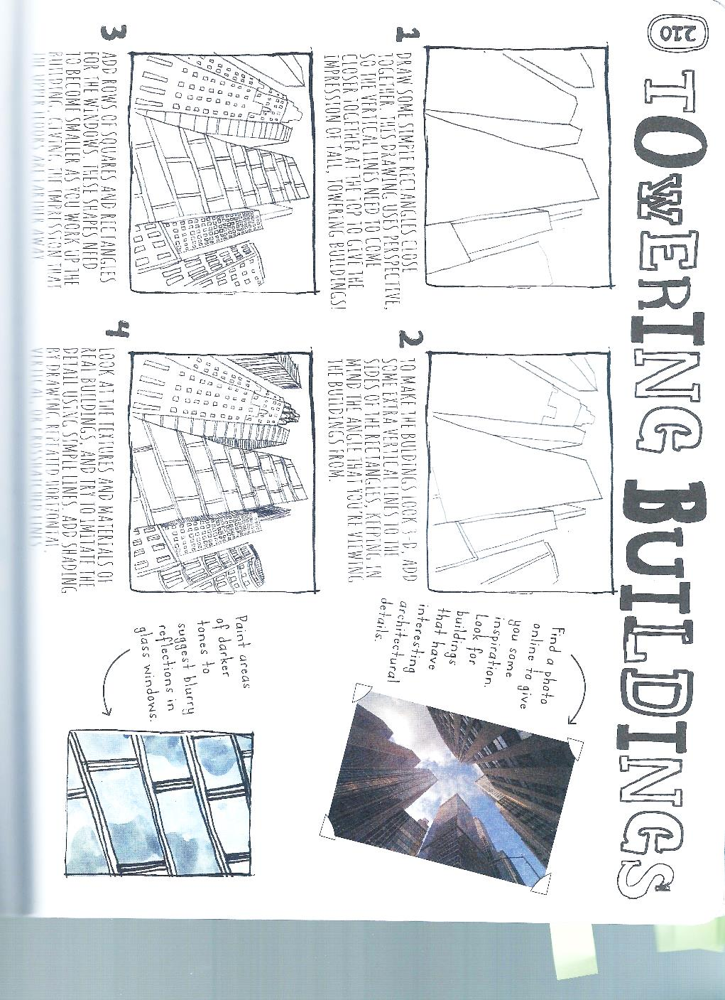 210
TOWERING BUILDINGS
1
DRAW SOME SIMPLE RECTANGLES CLOSE
TOGETHER. THIS DRAWING USES PERSPECTIVE,
SO THE VERTICAL LINES NEED TO COME
CLOSER TOGETHER AT THE TOP TO GIVE THE
IMPRESSION OF TALL, TOWERING BUILDINGS!
2
TO MAKE THE BUILDINGS LOOK 3-D, ADD
SOME EXTRA VERTICAL LINES TO THE
SIDES OF THE RECTANGLES, KEEPING IN
MIND THE ANGLE THAT YOU'RE VIEWING
THE BUILDINGS FROM.
Find a photo
online to give
you some
inspiration.
Look for
buildings
that have
interesting
architectural
details.
3
ADD ROWS OF SQUARES AND RECTANGLES
FOR THE WINDOWS. THESE SHAPES NEED
TO BECOME SMALLER AS YOU WORK UP THE
BUILDING, GIVING THE IMPRESSION THAT
THE UPPER FLOORS ARE FARTHER AWAY.
4
LOOK AT THE TEXTURES AND MATERIALS OF
REAL BUILDINGS, AND TRY TO IMITATE THE
DETAIL USING SIMPLE LINES. ADD SHADING
BY DRAWING REPEATED HORIZONTAL,
VERTICAL, OR CROSSHATCHED LINES.
Paint areas
of darker
tones to
suggest blurry
reflections in
glass windows.